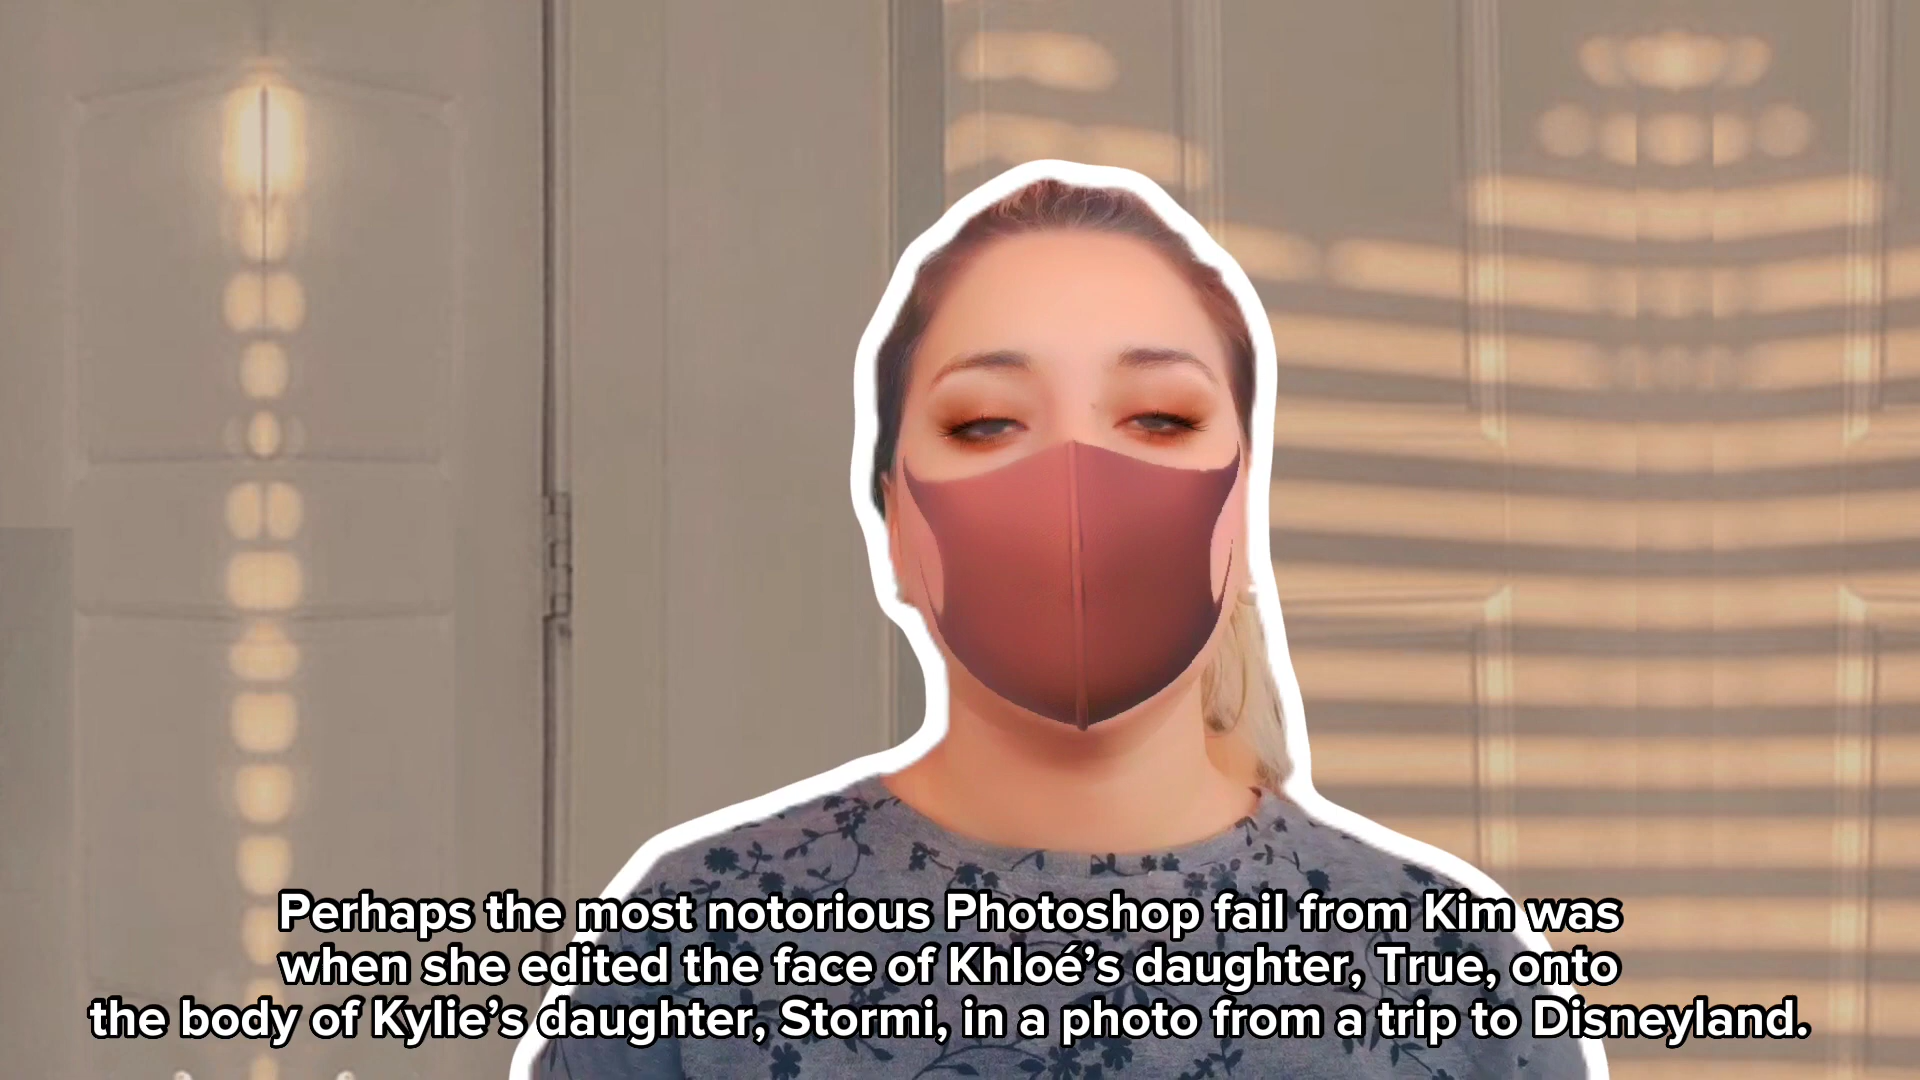 Perhaps the most notorious Photoshop fail from Kim was
when she edited the face of Khloé’s daughter, True, onto
the body of Kylie’s daughter, Stormi, in a photo from a trip to Disneyland.